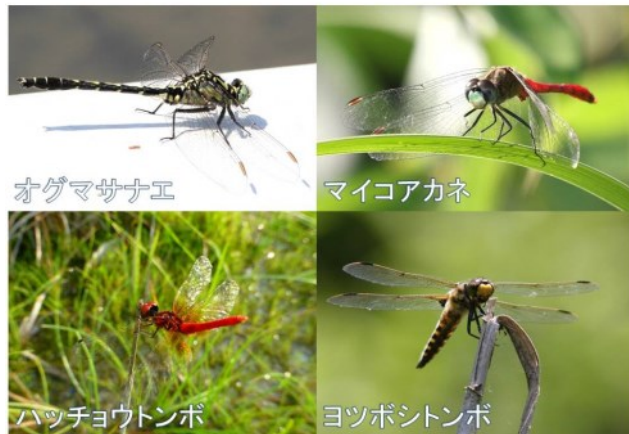 オグマサナエ
マイコアカネ
ハッチョウトンボ
ヨツボシトンボ